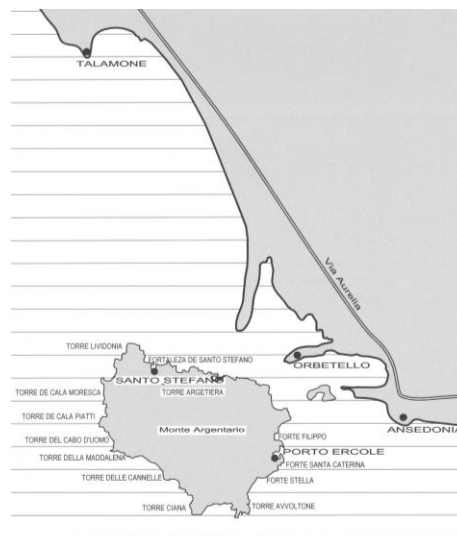 TALAMONE
Via Aurelia
TORRE LIVIDONIA
FORTALEZA DE SANTO STEFANO
ORBETELLO
SANTO STEFANO
TORRE DE CALA MORESCA
TORRE ARGETIERA
TORRE DE CALA PIATTI
ANSEDONIA
Monte Argentario
TORRE DEL CABO D'UOMO
FORTE FILIPPO
PORTO ERCOLE
TORRE DELLA MADDALENA
FORTE SANTA CATERINA
TORRE DELLE CANNELLE
FORTE STELLA
TORRE CIANA
TORRE AVVOLTONE